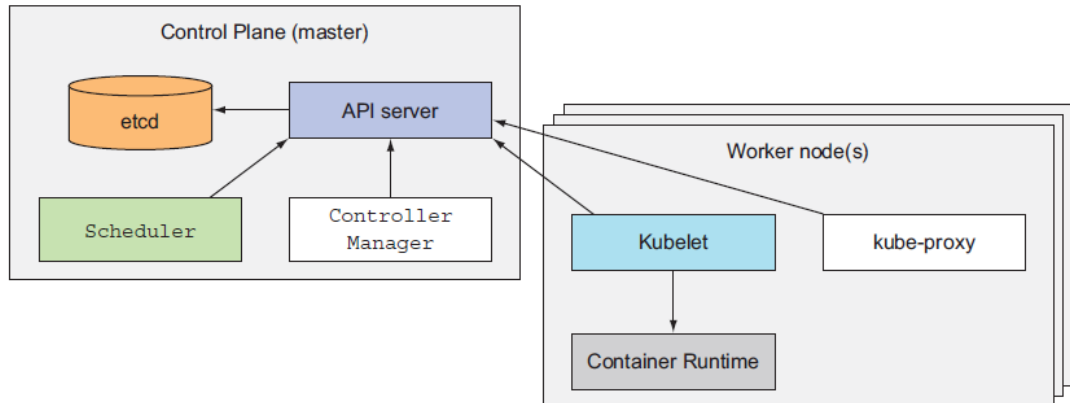 Control Plane (master)
etcd
API server
Scheduler
Controller
Manager
Worker node(s)
Kubelet
kube-proxy
Container Runtime